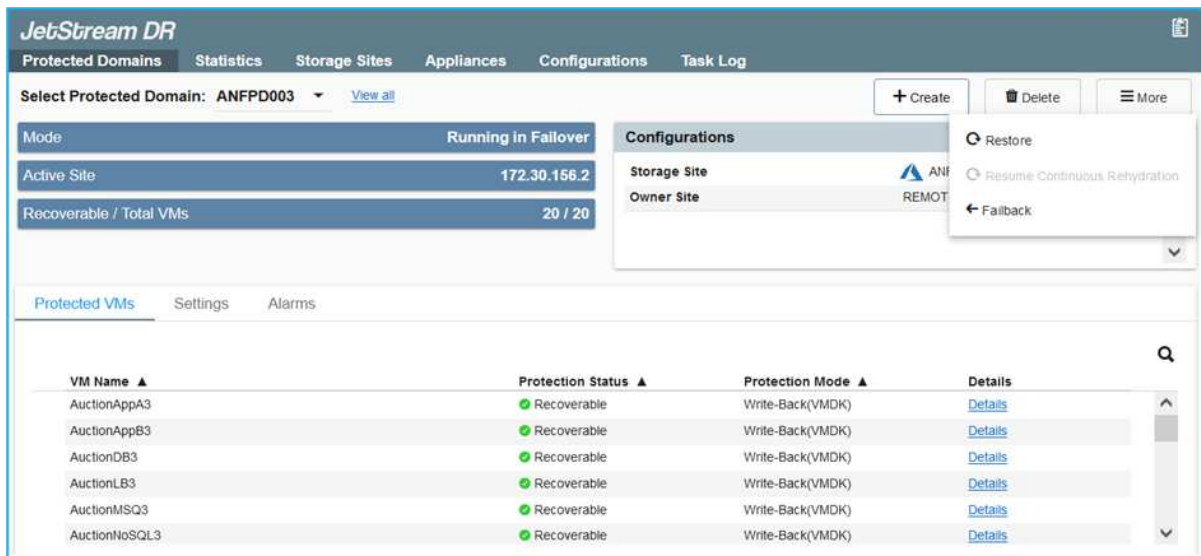 JetStream DR
Protected Domains Statistics Storage Sites Appliances Configurations Task Log
Select Protected Domain: ANFPD003 View all + Create Delete More
Restore
Resume Continuous Rehydration
Failback
Mode Running in Failover
Active Site 172.30.156.2
Recoverable / Total VMs 20 / 20
Configurations
Storage Site
Owner Site
Protected VMs Settings Alarms
VM Name ▲ Protection Status ▲ Protection Mode ▲ Details
AuctionAppA3 Recoverable Write-Back(VMDK) Details
AuctionAppB3 Recoverable Write-Back(VMDK) Details
AuctionDB3 Recoverable Write-Back(VMDK) Details
AuctionLB3 Recoverable Write-Back(VMDK) Details
AuctionMSQ3 Recoverable Write-Back(VMDK) Details
AuctionNoSQL3 Recoverable Write-Back(VMDK) Details